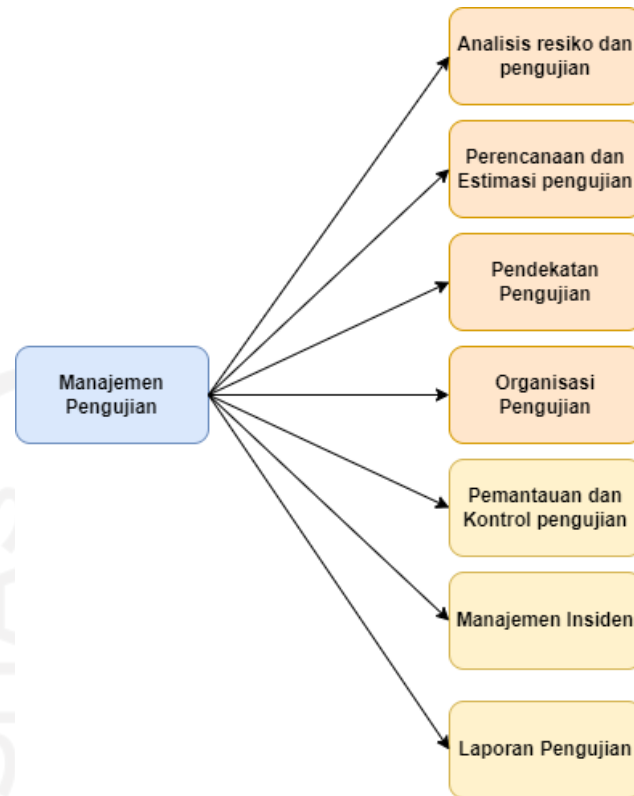 Analisis resiko dan
pengujian
Perencanaan dan
Estimasi pengujian
Pendekatan
Pengujian
Manajemen
Pengujian
Organisasi
Pengujian
Pemantauan dan
Kontrol pengujian
Manajemen Insiden
Laporan Pengujian